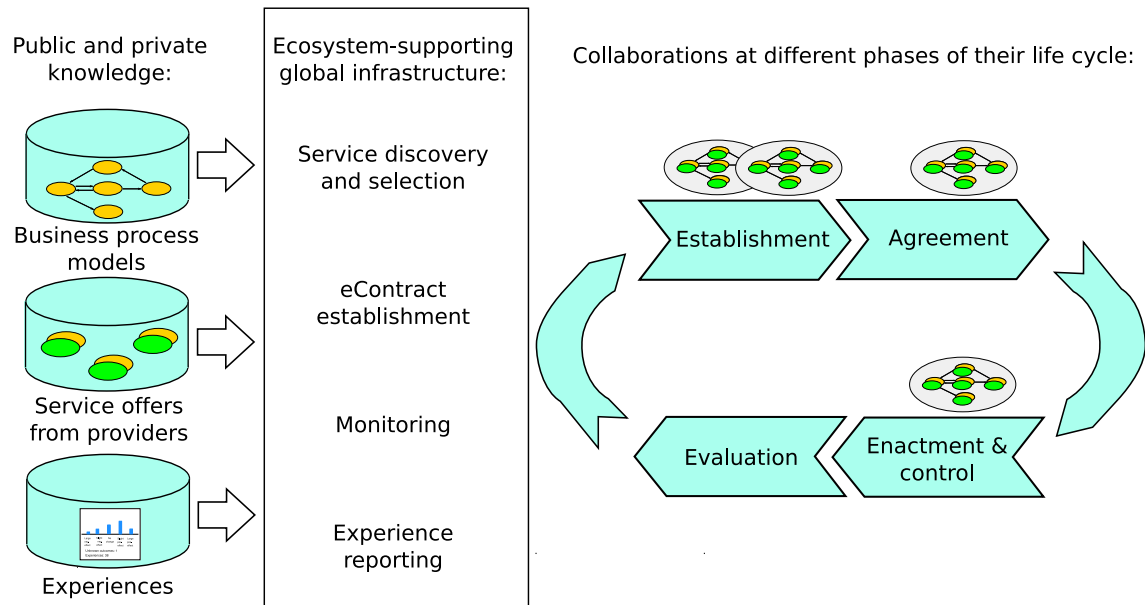 Public and private
knowledge:
Business process
models
Service offers
from providers
Experiences
Ecosystem-supporting
global infrastructure:
Service discovery
and selection
eContract
establishment
Monitoring
Experience
reporting
Collaborations at different phases of their life cycle:
Establishment
Agreement
Enactment &
control
Evaluation